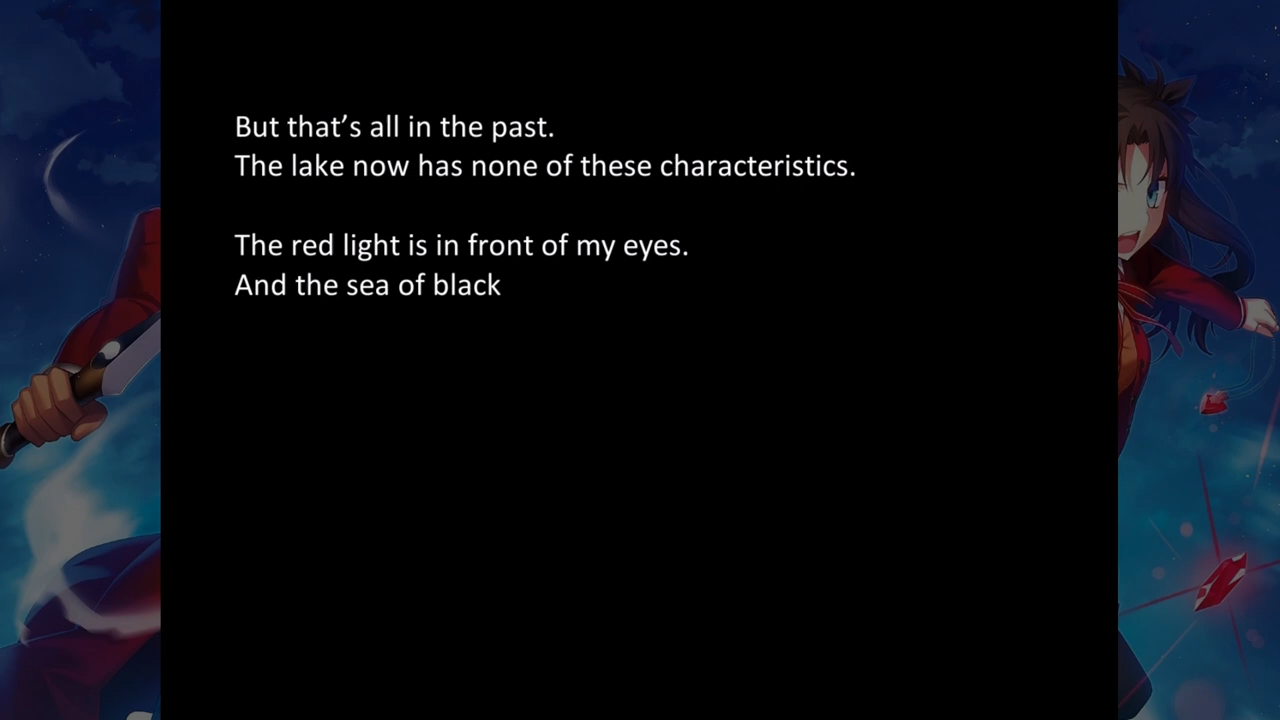 But that’s all in the past.
The lake now has none of these characteristics.
The red light is in front of my eyes.
And the sea of black